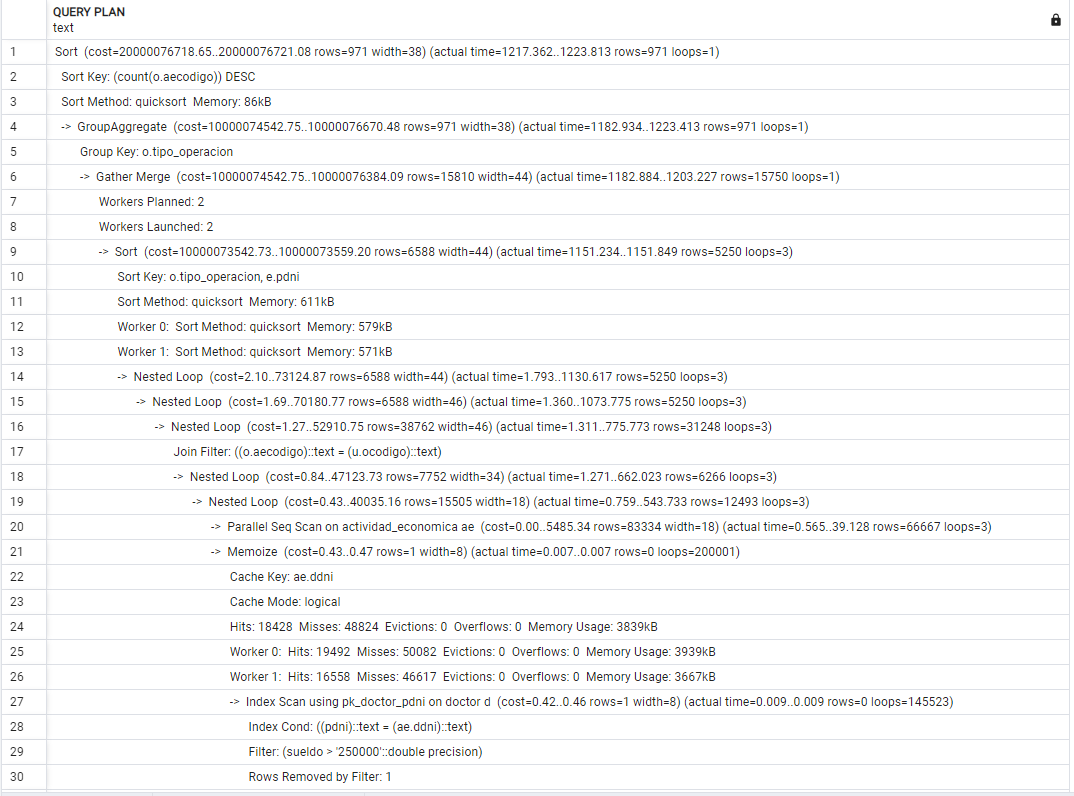 QUERY PLAN
text
1 Sort (cost=20000076718.65..20000076721.08 rows=971 width=38) (actual time=1217.362..1223.813 rows=971 loops=1)
2 Sort Key: (count(o.aecodigo)) DESC
3 Sort Method: quicksort Memory: 86kB
4 -> GroupAggregate (cost=10000074542.75..10000076670.48 rows=971 width=38) (actual time=1182.934..1223.413 rows=971 loops=1)
5 Group Key: o.tipo_operacion
6 -> Gather Merge (cost=10000074542.75..10000076384.09 rows=15810 width=44) (actual time=1182.884..1203.227 rows=15750 loops=1)
7 Workers Planned: 2
8 Workers Launched: 2
9 -> Sort (cost=10000073542.73..10000073559.20 rows=6588 width=44) (actual time=1151.234..1151.849 rows=5250 loops=3)
10 Sort Key: o.tipo_operacion, e.pdni
11 Sort Method: quicksort Memory: 611kB
12 Worker 0: Sort Method: quicksort Memory: 579kB
13 Worker 1: Sort Method: quicksort Memory: 571kB
14 -> Nested Loop (cost=2.10..73124.87 rows=6588 width=44) (actual time=1.793..1130.617 rows=5250 loops=3)
15 -> Nested Loop (cost=1.69..70180.77 rows=6588 width=46) (actual time=1.360..1073.775 rows=5250 loops=3)
16 -> Nested Loop (cost=1.27..52910.75 rows=38762 width=46) (actual time=1.311..775.773 rows=31248 loops=3)
17 Join Filter: ((o.aecodigo)::text = (u.ocodigo)::text)
18 -> Nested Loop (cost=0.84..47123.73 rows=7752 width=34) (actual time=1.271..662.023 rows=6266 loops=3)
19 -> Nested Loop (cost=0.43..40035.16 rows=15505 width=18) (actual time=0.759..543.733 rows=12493 loops=3)
20 -> Parallel Seq Scan on actividad_economica ae (cost=0.00..5485.34 rows=83334 width=18) (actual time=0.565..39.128 rows=66667 loops=3)
21 -> Memoize (cost=0.43..0.47 rows=1 width=8) (actual time=0.007..0.007 rows=0 loops=200001)
22 Cache Key: ae.ddni
23 Cache Mode: logical
24 Hits: 18428 Misses: 48824 Evictions: 0 Overflows: 0 Memory Usage: 3839kB
25 Worker 0: Hits: 19492 Misses: 50082 Evictions: 0 Overflows: 0 Memory Usage: 3939kB
26 Worker 1: Hits: 16558 Misses: 46617 Evictions: 0 Overflows: 0 Memory Usage: 3667kB
27 -> Index Scan using pk_doctor_pdni on doctor d (cost=0.42..0.46 rows=1 width=8) (actual time=0.009..0.009 rows=0 loops=145523)
28 Index Cond: ((pdni)::text = (ae.ddni)::text)
29 Filter: (sueldo > '250000'::double precision)
30 Rows Removed by Filter: 1